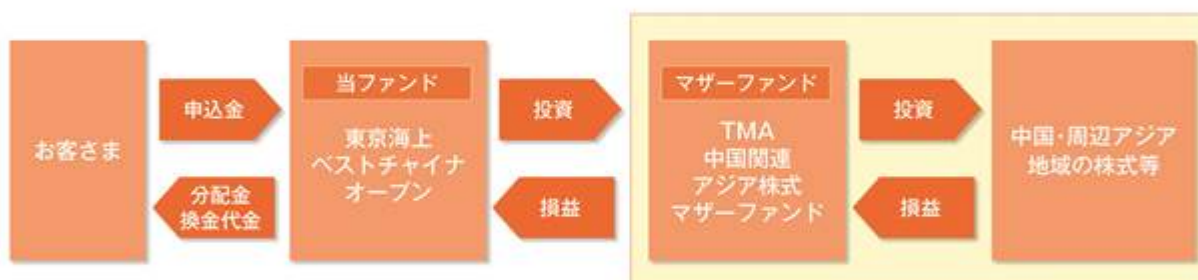 お客さま
申込金
分配金
換金代金
当ファンド
東京海上
ベストチャイナ
オープン
投資
損益
マザーファンド
TMA
中国関連
アジア株式
マザーファンド
投資
損益
中国・周辺アジア
地域の株式等